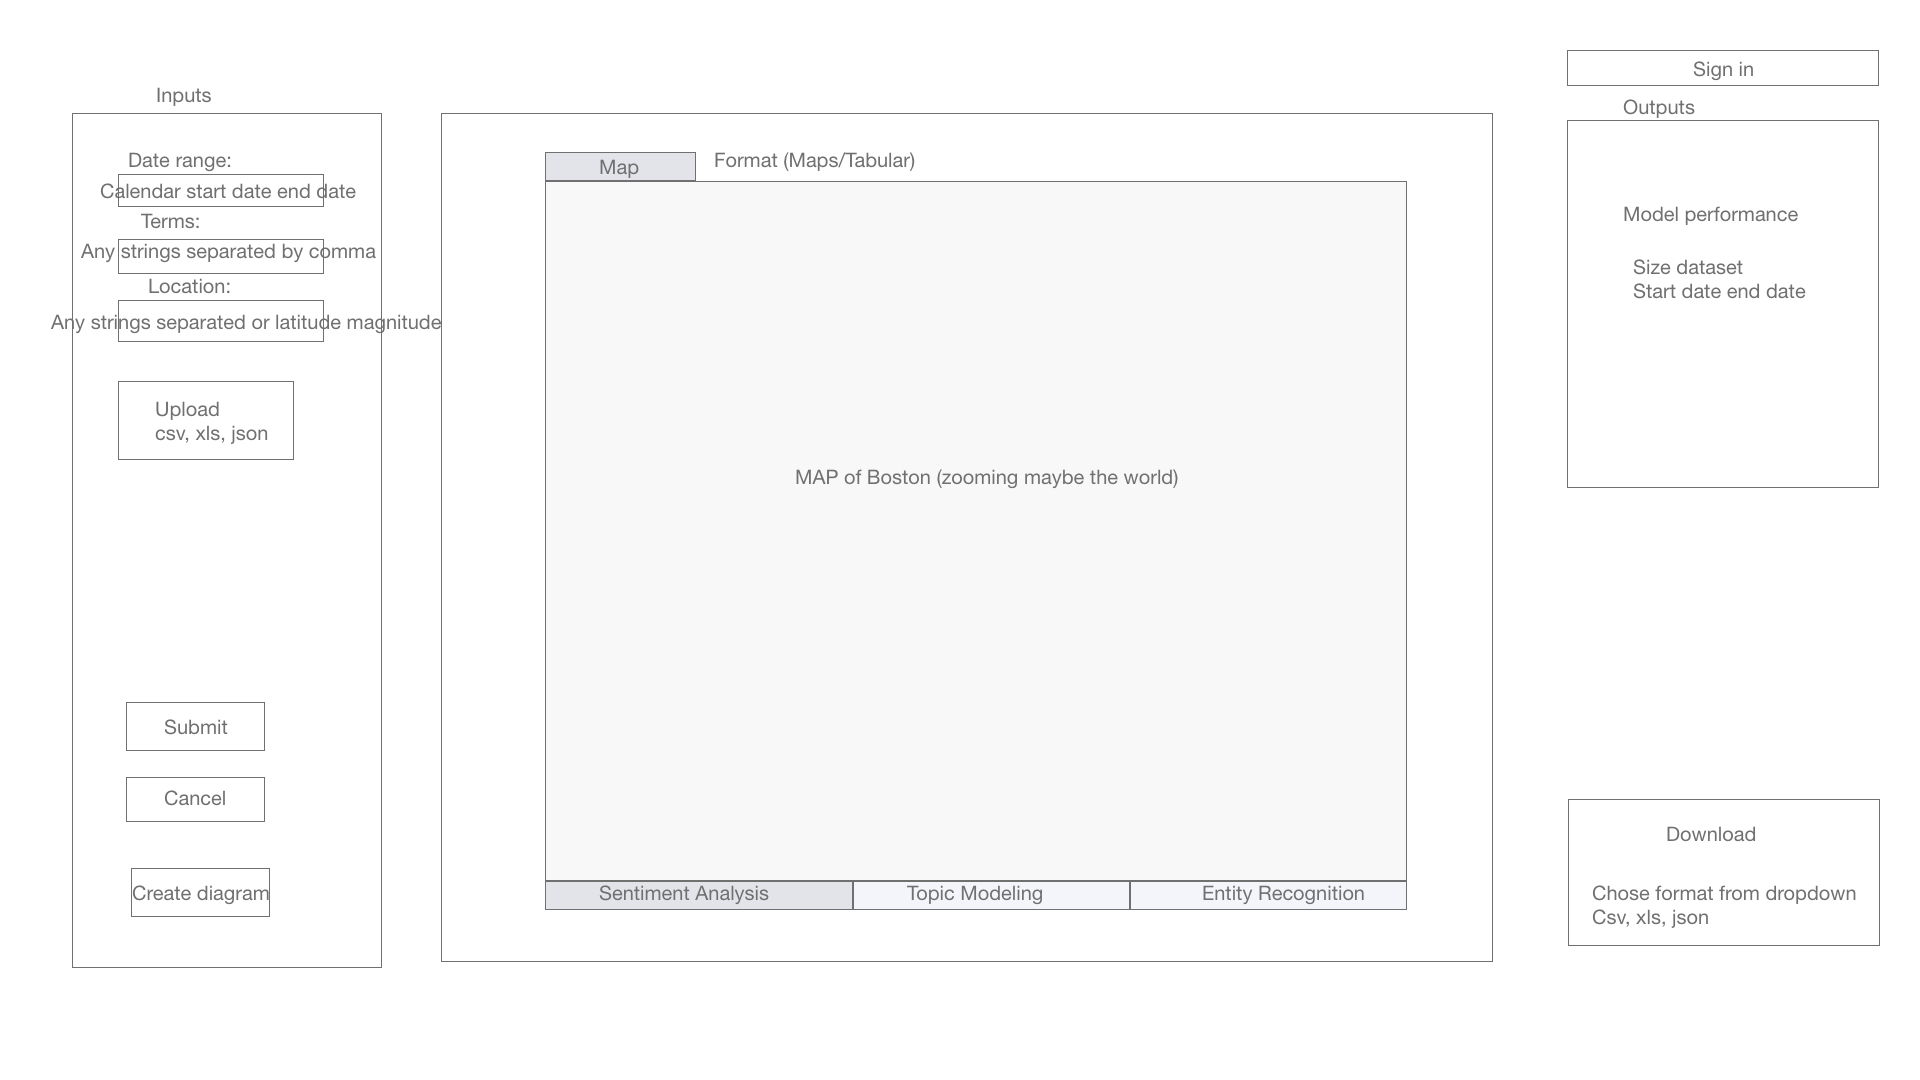 Inputs
Date range:
Calendar start date end date
Terms:
Any strings separated by comma
Location:
Any strings separated or latitude magnitude
Upload
csv, xls, json
Submit
Cancel
Create diagram
Map
Format (Maps/Tabular)
MAP of Boston (zooming maybe the world)
Sentiment Analysis
Topic Modeling
Entity Recognition
Sign in
Outputs
Model performance
Size dataset
Start date end date
Download
Chose format from dropdown
Csv, xls, json